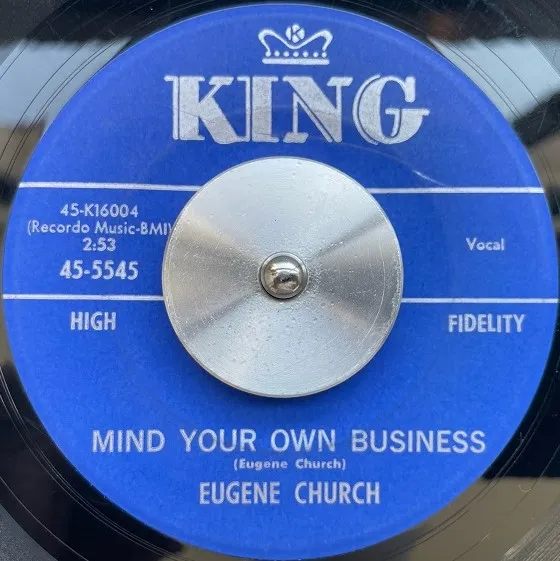 K
KING
45-K16004
(Recordo Music-BMI)
2:53
45-5545
Vocal
HIGH FIDELITY
MIND YOUR OWN BUSINESS
(Eugene Church)
EUGENE CHURCH